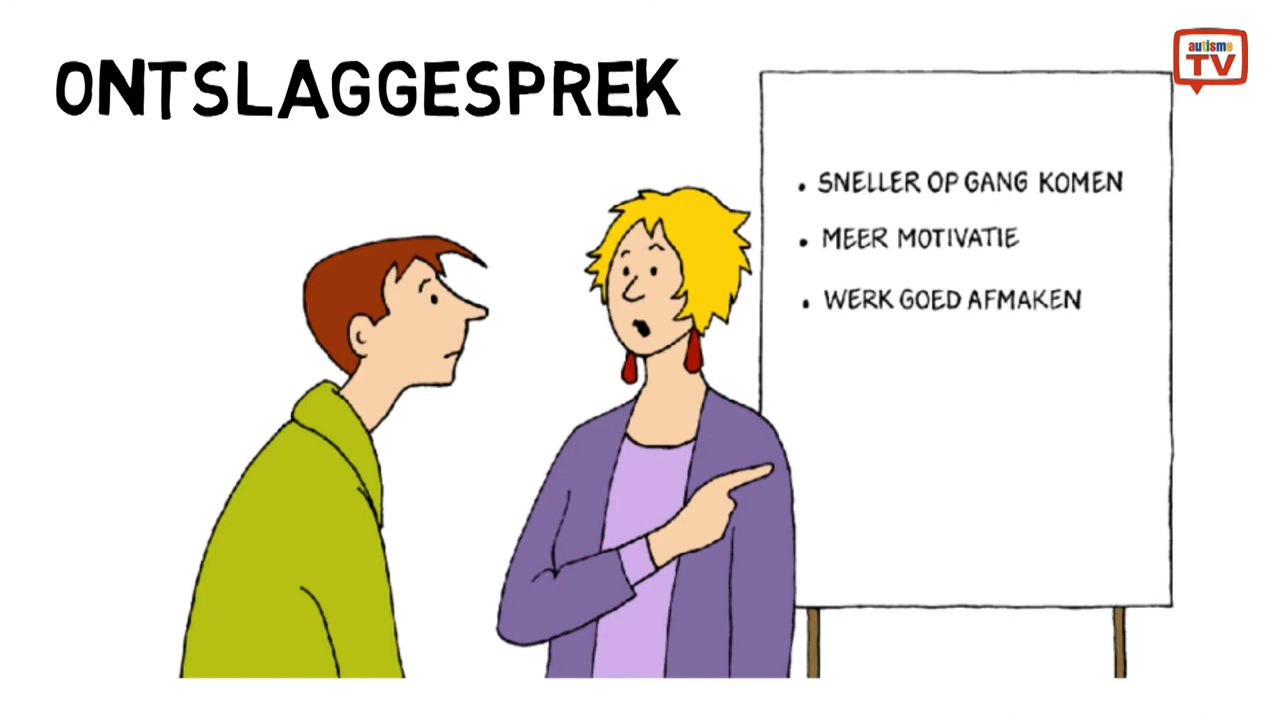 ONTSLAGGESPREK
autisme
TV
• SNELLER OP GANG KOMEN
• MEER MOTIVATIE
• WERK GOED AFMAKEN